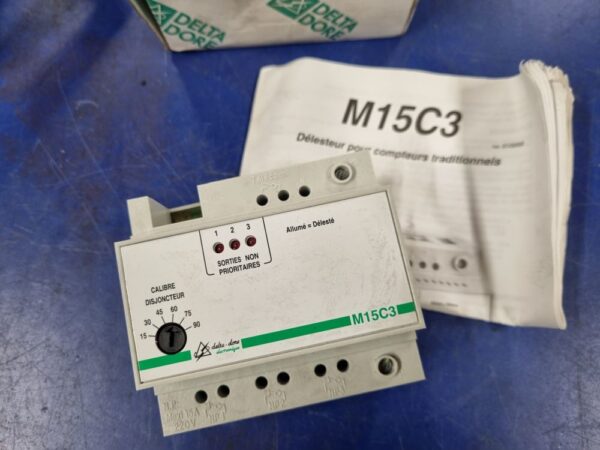 DELTA
DORE
M15C3
Délesteur pour compteurs traditionnels
1 2 3
Allumé = Délesté
SORTIES NON
PRIORITAIRES
CALIBRE
DISJONCTEUR
15 30 45 60 75 90
M15C3
delta dore
220V